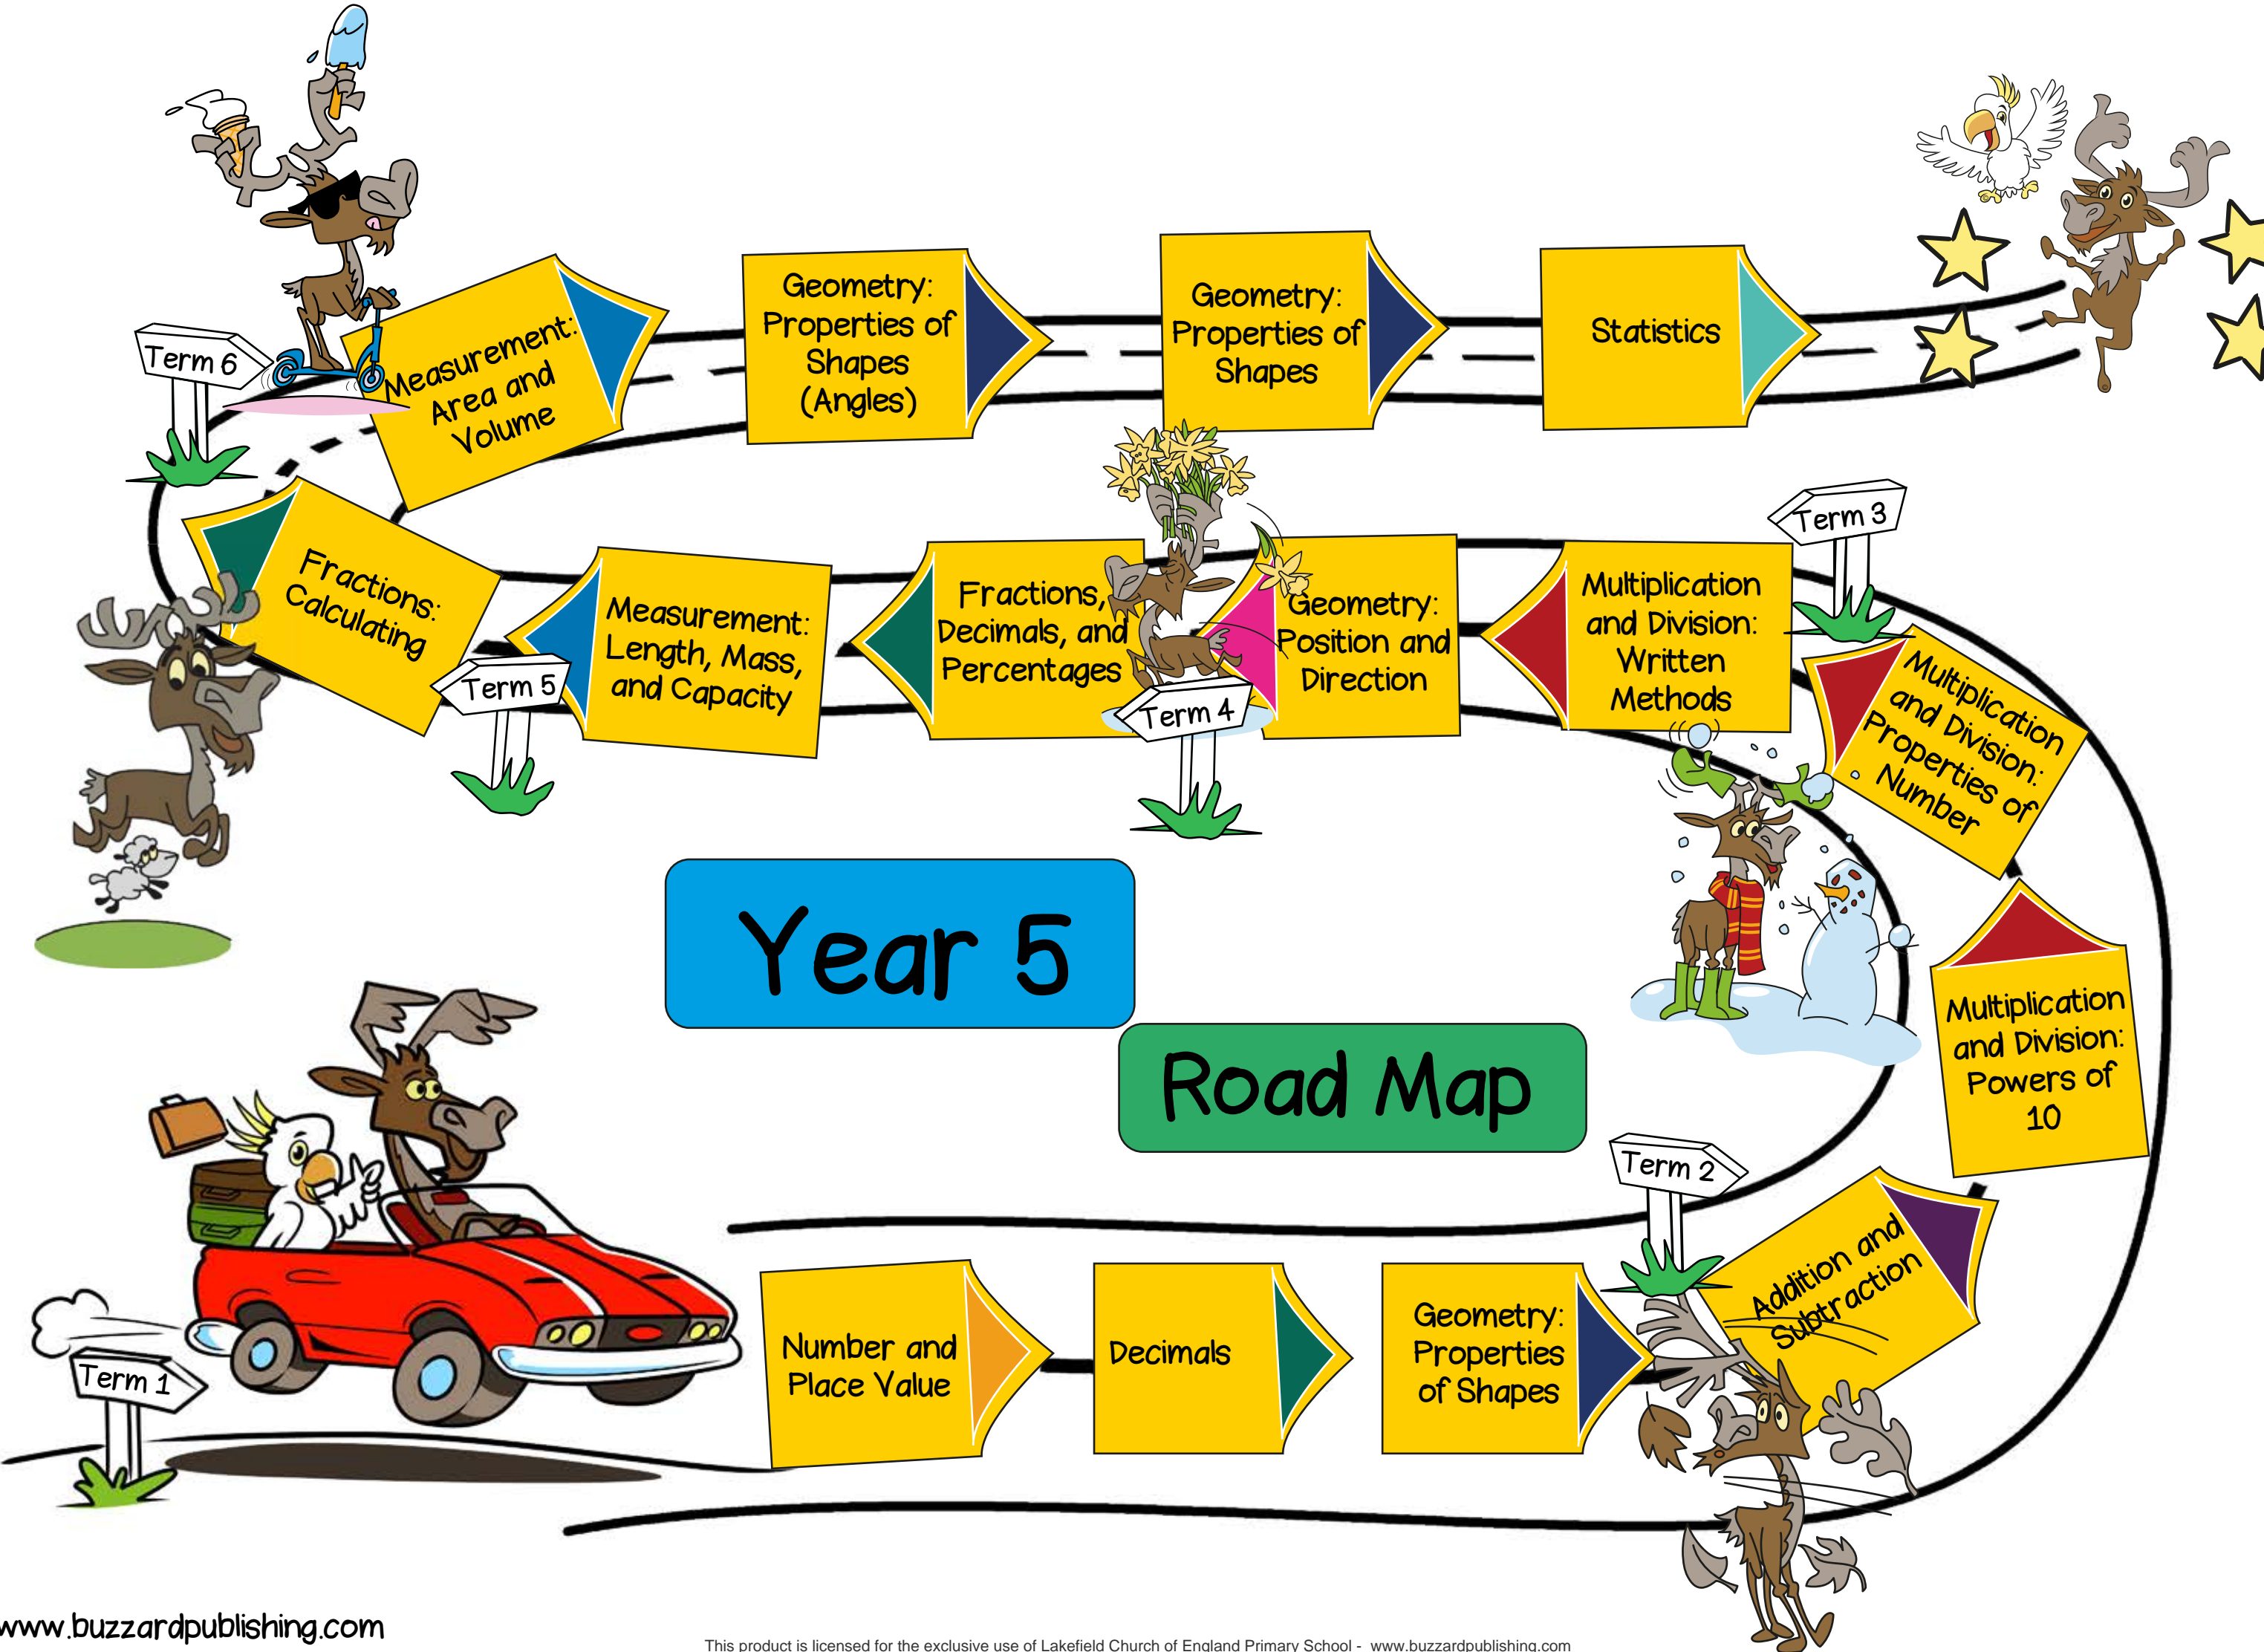 Term 6
Measurement:
Area and
Volume
Geometry:
Properties of
Shapes
(Angles)
Geometry:
Properties of
Shapes
Statistics
Fractions:
Calculating
Term 5
Measurement:
Length, Mass,
and Capacity
Fractions,
Decimals, and
Percentages
Term 4
Geometry:
Position and
Direction
Multiplication
and Division:
Written
Methods
Term 3
Multiplication
and Division:
Properties of
Number
Year 5
Road Map
Multiplication
and Division:
Powers of
10
Term 2
Addition and
Subtraction
Term 1
Number and
Place Value
Decimals
Geometry:
Properties
of Shapes
www.buzzardpublishing.com
This product is licensed for the exclusive use of Lakefield Church of England Primary School - www.buzzardpublishing.com